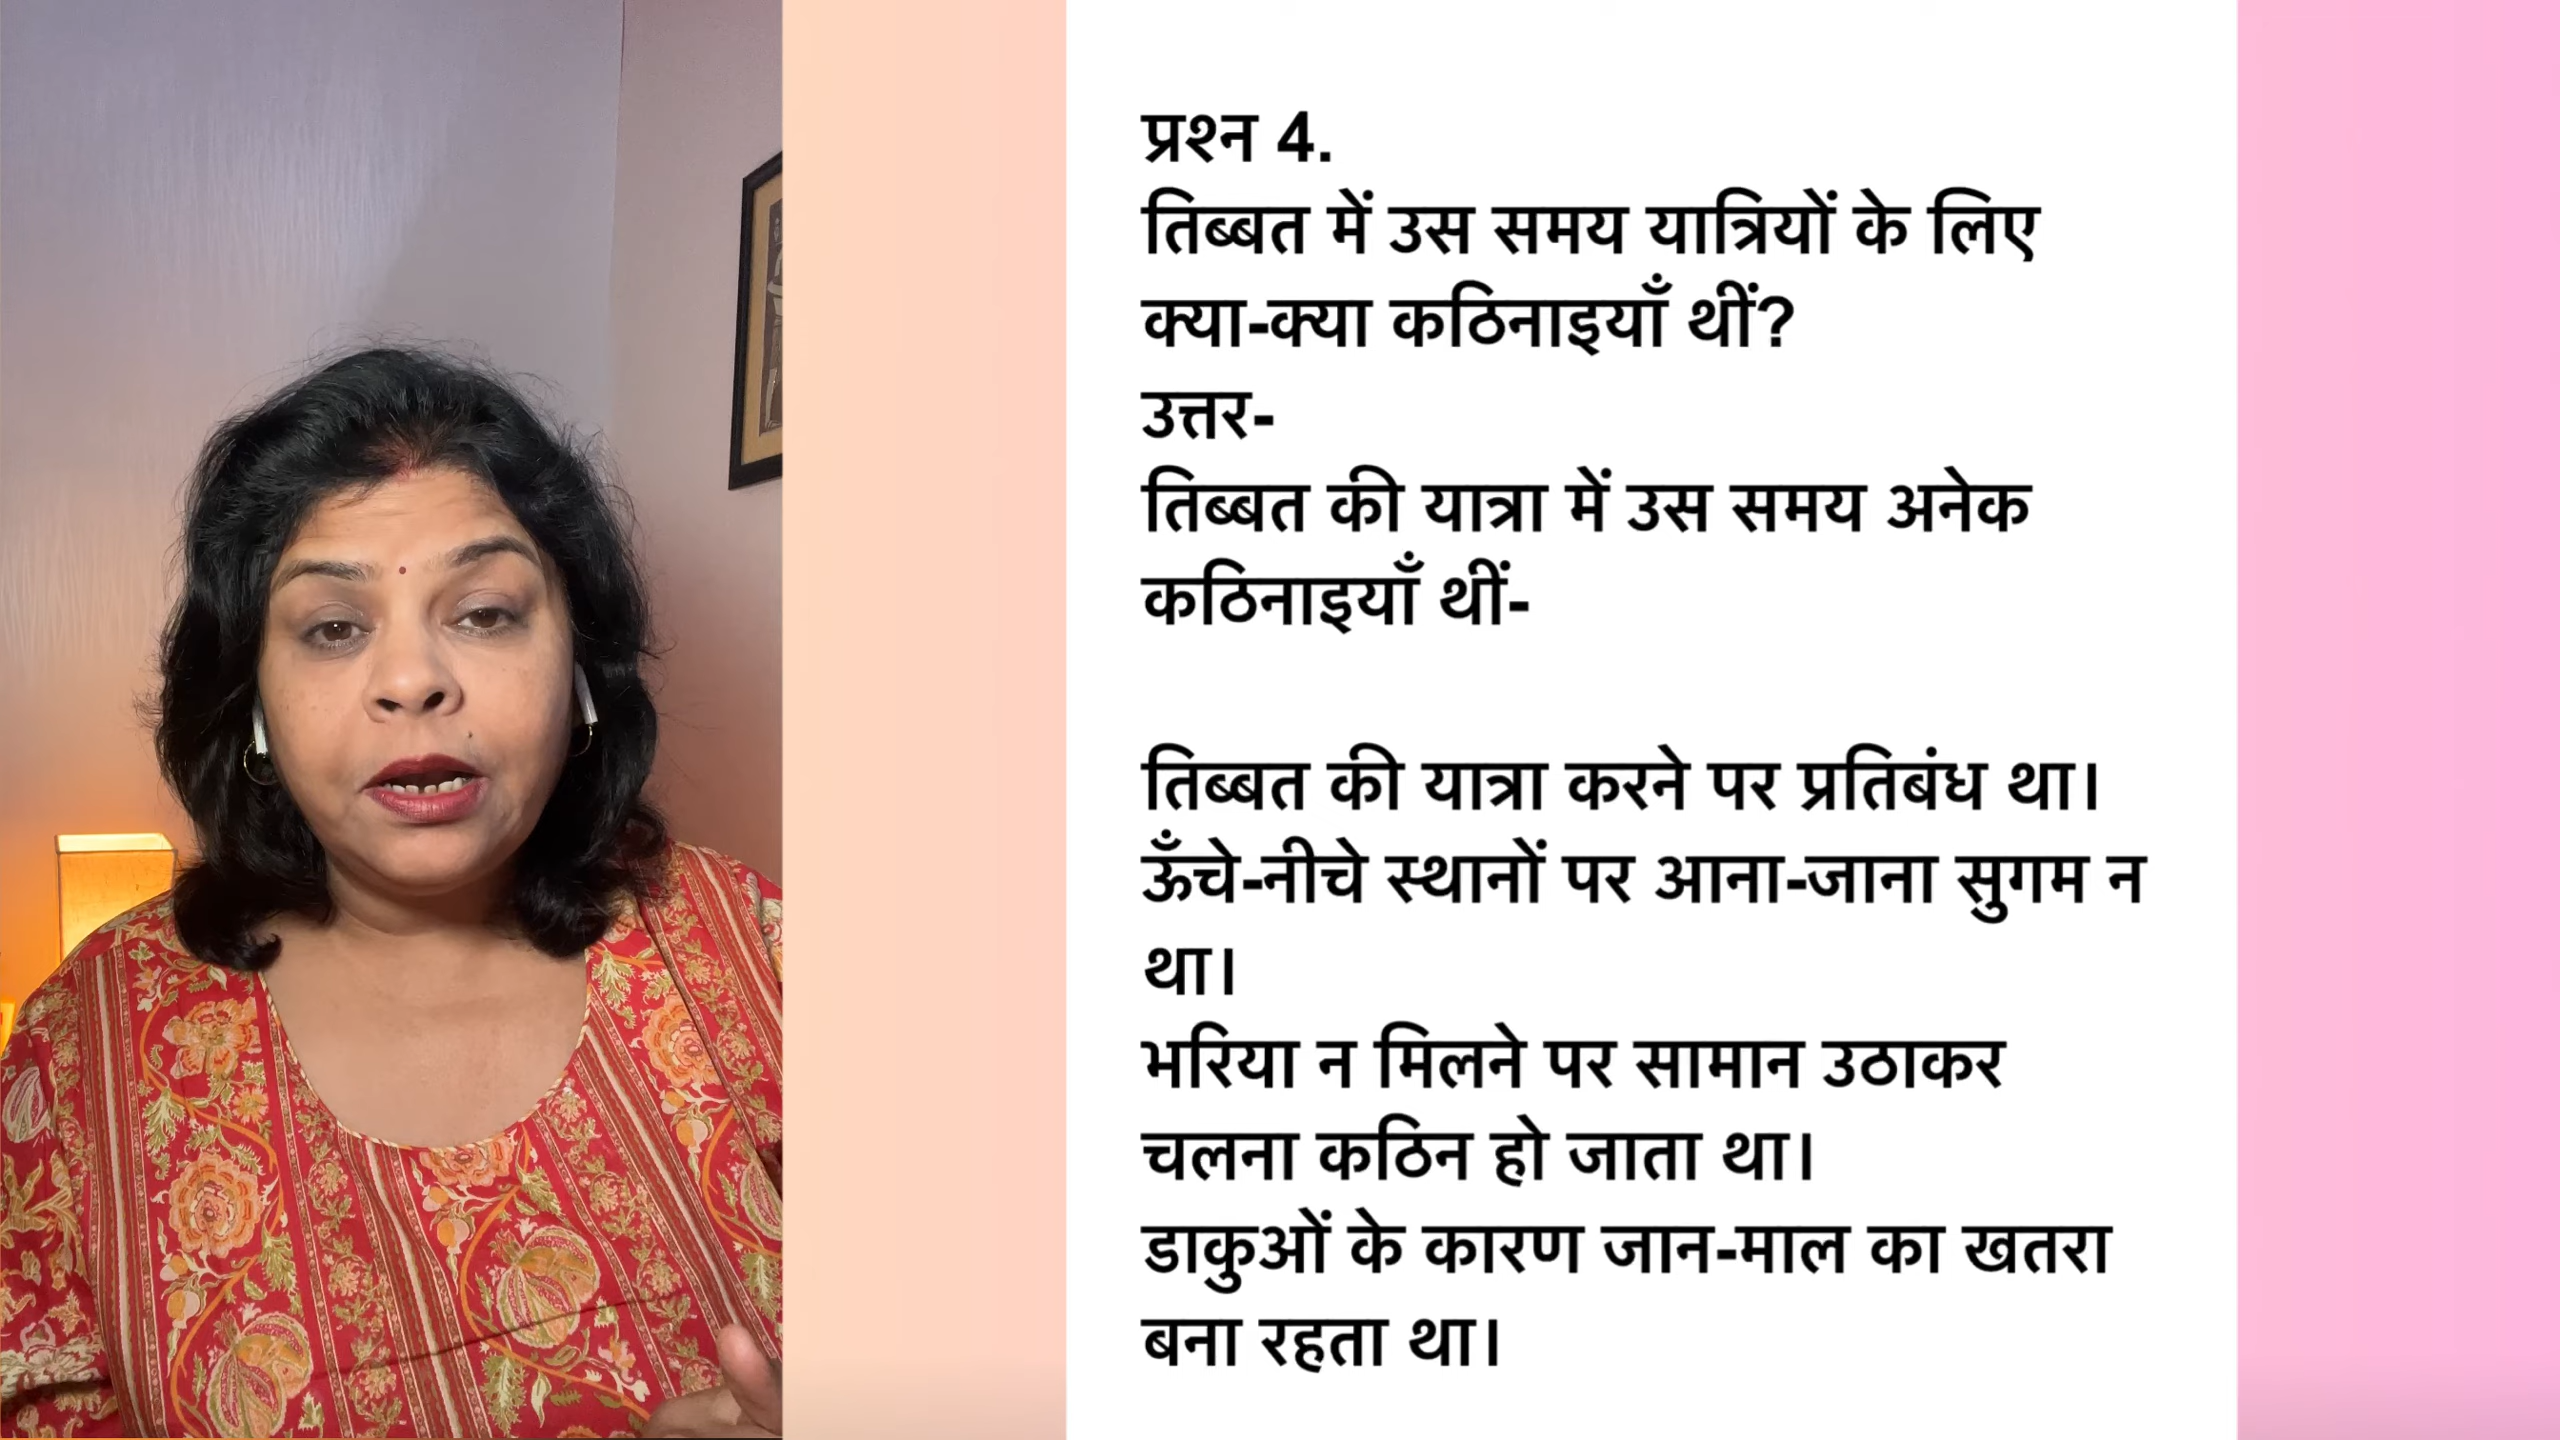 प्रश्न 4.
तिब्बत में उस समय यात्रियों के लिए
क्या-क्या कठिनाइयाँ थीं?
उत्तर-
तिब्बत की यात्रा में उस समय अनेक
कठिनाइयाँ थीं-
तिब्बत की यात्रा करने पर प्रतिबंध था।
ऊँचे-नीचे स्थानों पर आना-जाना सुगम न
था।
भरिया न मिलने पर सामान उठाकर
चलना कठिन हो जाता था।
डाकुओं के कारण जान-माल का खतरा
बना रहता था।